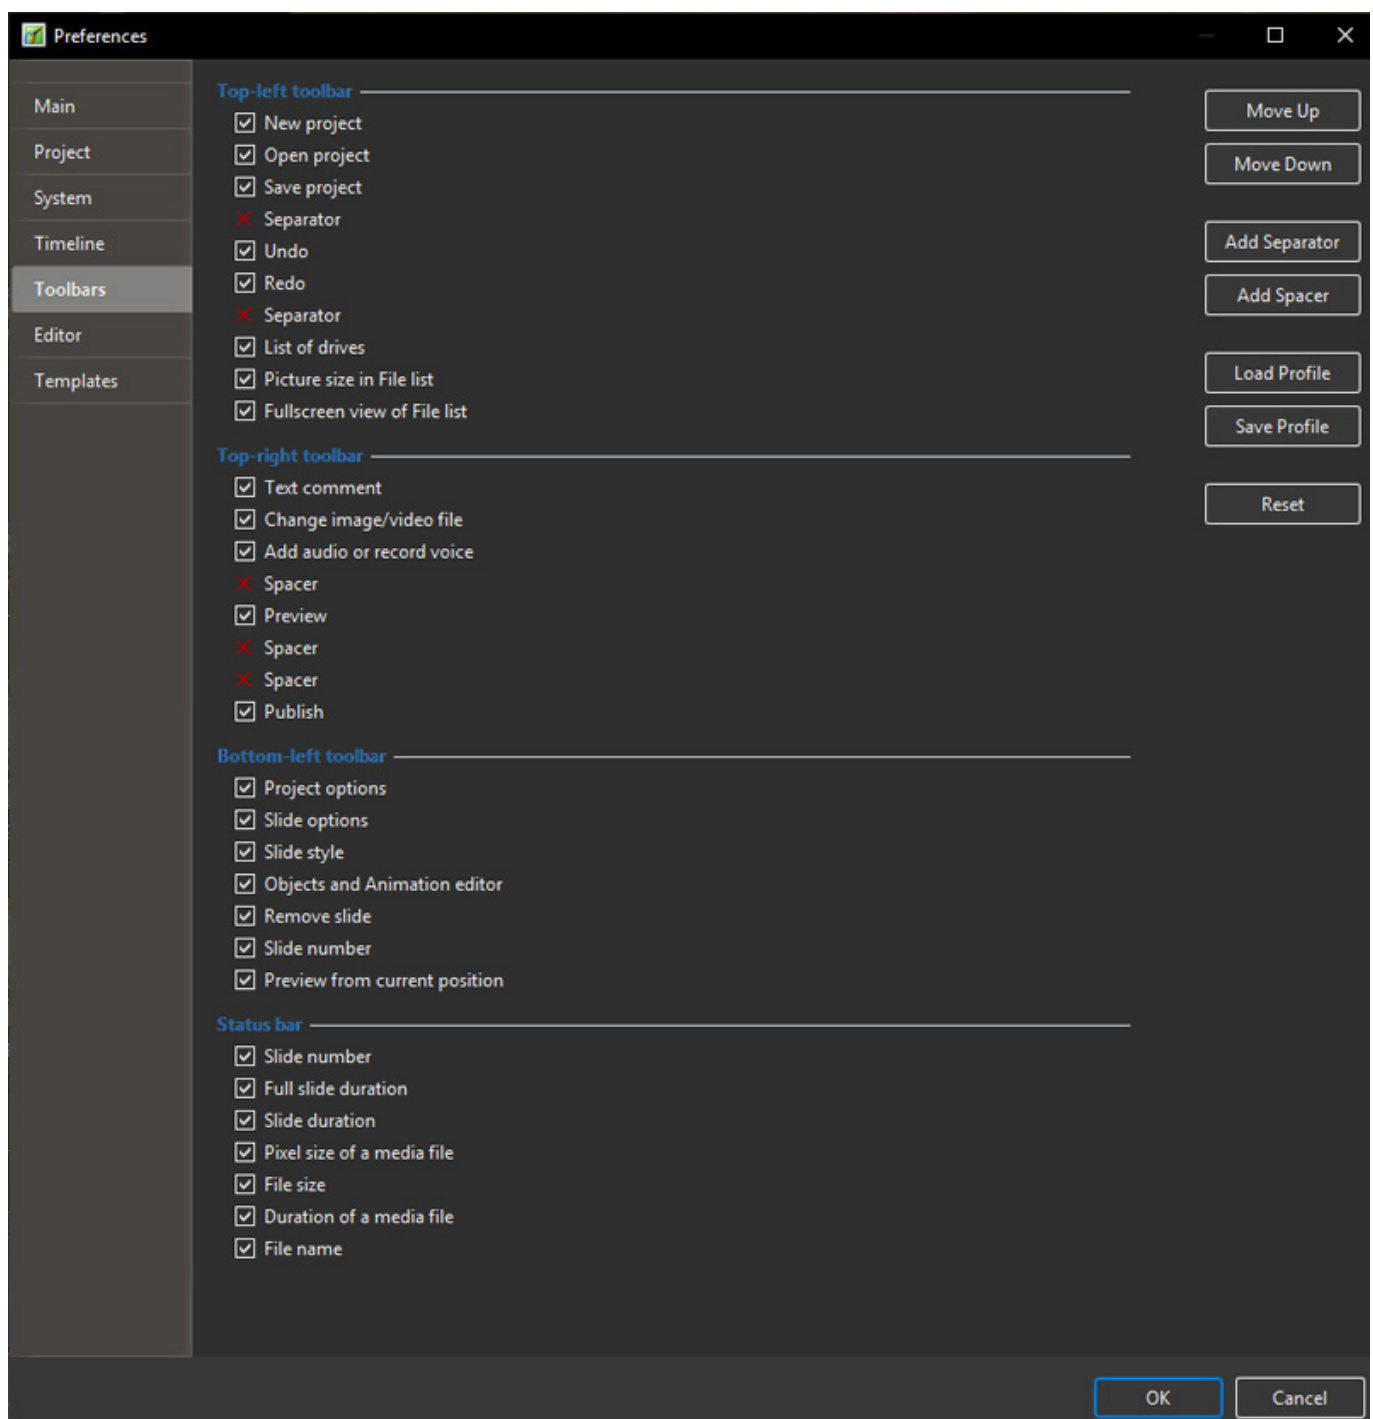 Preferences
Main
Project
System
Timeline
Toolbars
Editor
Templates
Top-left toolbar
New project
Open project
Save project
Separator
Undo
Redo
Separator
List of drives
Picture size in File list
Fullscreen view of File list
Top-right toolbar
Text comment
Change image/video file
Add audio or record voice
Spacer
Preview
Spacer
Spacer
Publish
Bottom-left toolbar
Project options
Slide options
Slide style
Objects and Animation editor
Remove slide
Slide number
Preview from current position
Status bar
Slide number
Full slide duration
Slide duration
Pixel size of a media file
File size
Duration of a media file
File name
Move Up
Move Down
Add Separator
Add Spacer
Load Profile
Save Profile
Reset
OK
Cancel